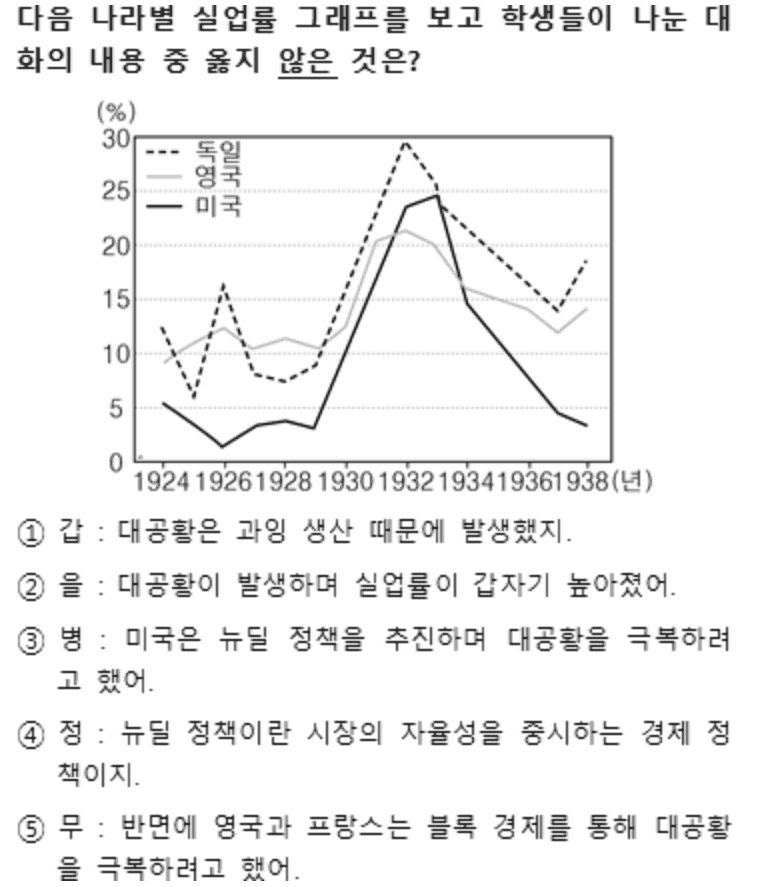 다음 나라별 실업률 그래프를 보고 학생들이 나눈 대
화의 내용 중 옳지 않은 것은?
(%)
30
독일
영국
25
미국
20
15
10
5
0
1924 1926 1928 1930 1932 1934 1936 1938(년)
① 갑 : 대공황은 과잉 생산 때문에 발생했지.
② 을 : 대공황이 발생하며 실업률이 갑자기 높아졌어.
③ 병 : 미국은 뉴딜 정책을 추진하며 대공황을 극복하려
고 했어.
④ 정 : 뉴딜 정책이란 시장의 자율성을 중시하는 경제 정
책이지.
⑤ 무 : 반면에 영국과 프랑스는 블록 경제를 통해 대공황
을 극복하려고 했어.